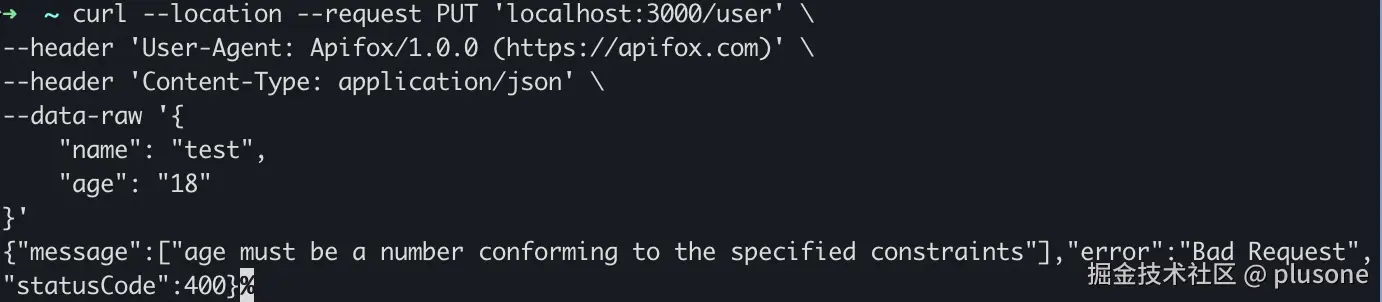 ➜  ~ curl --location --request PUT 'localhost:3000/user' \
--header 'User-Agent: Apifox/1.0.0 (https://apifox.com)' \
--header 'Content-Type: application/json' \
--data-raw '{
    "name": "test",
    "age": "18"
}'
{"message":["age must be a number conforming to the specified constraints"],"error":"Bad Request",
"statusCode":400}%
掘金技术社区 @ plusone